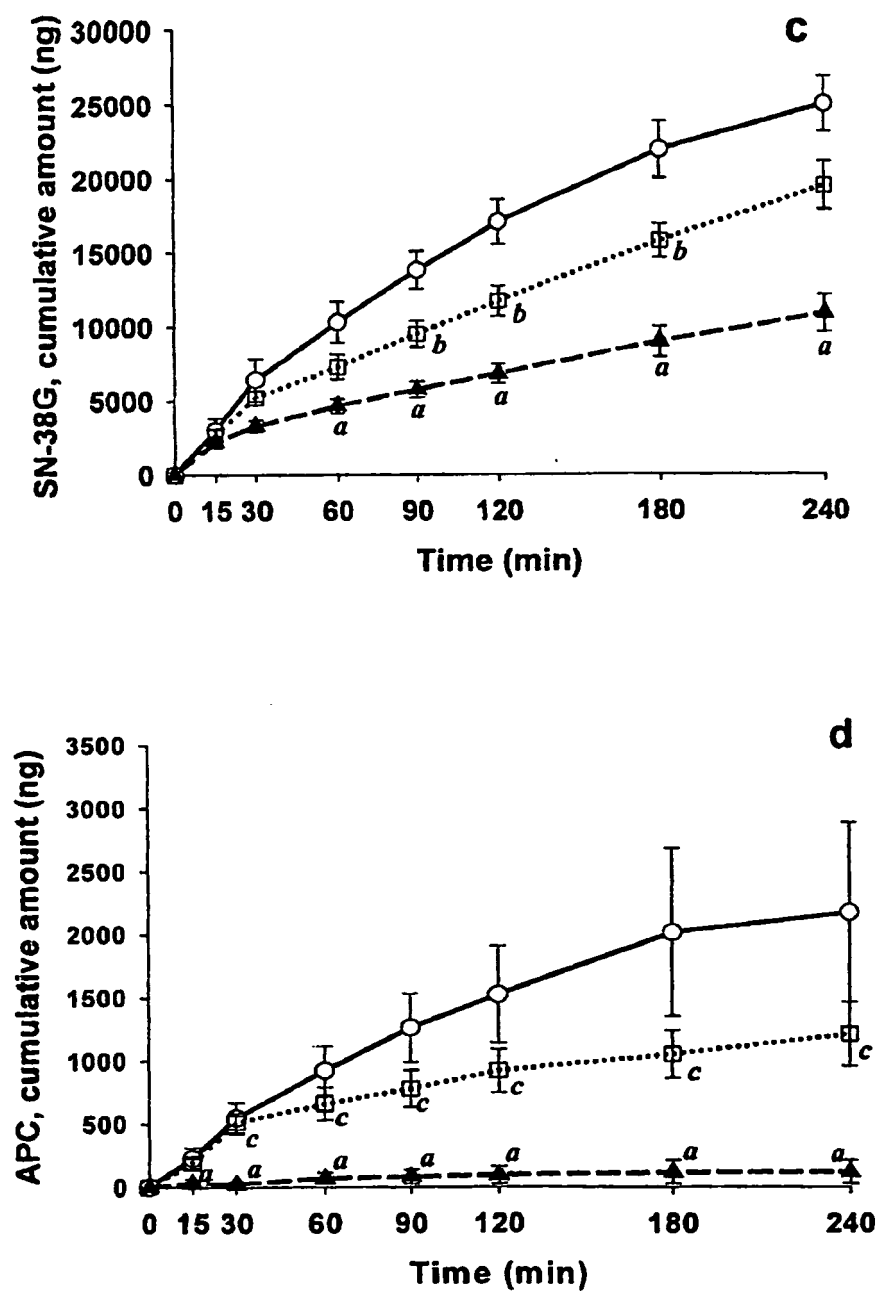 c
SN-38G, cumulative amount (ng)
30000
25000
20000
15000
10000
5000
0
b
b
b
a
a
a
a
a
0 15 30 60 90 120 180 240
Time (min)
d
APC, cumulative amount (ng)
3500
3000
2500
2000
1500
1000
500
0
c
c
c
c
c
c
a
a
a
a
a
a
a
0 15 30 60 90 120 180 240
Time (min)